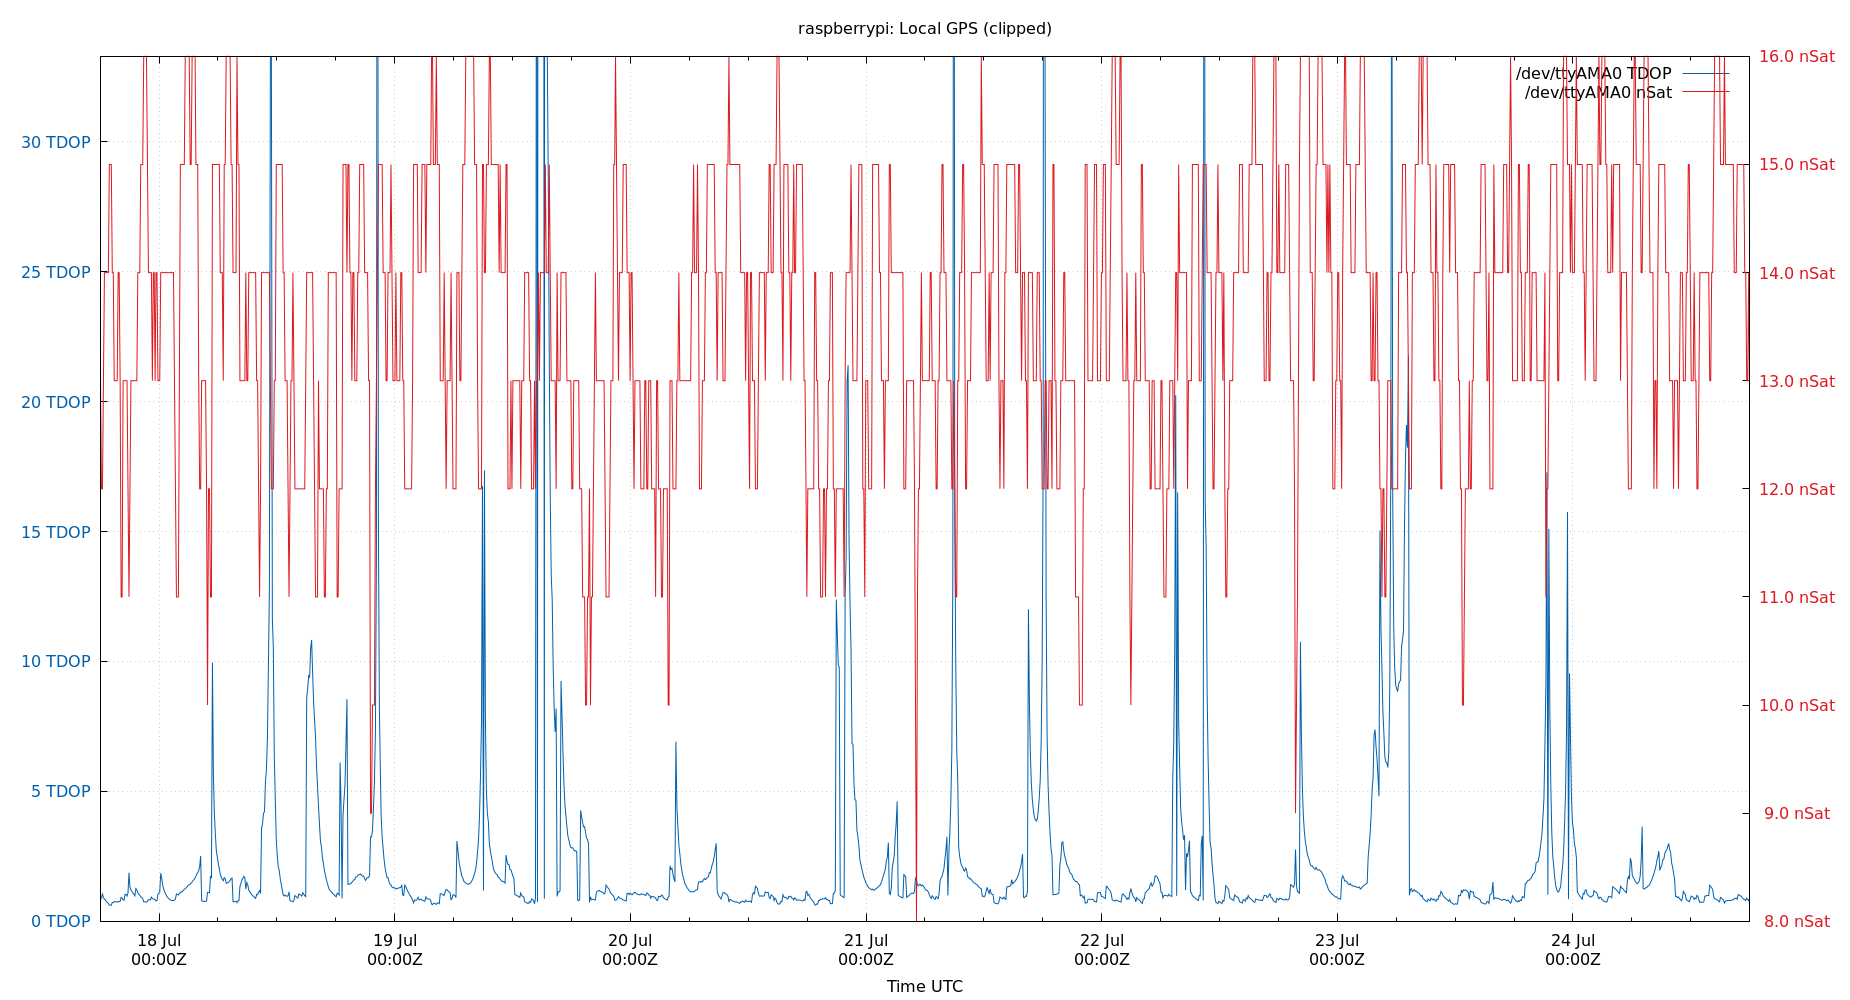 raspberrypi: Local GPS (clipped)
/dev/ttyAMA0 TDOP
/dev/ttyAMA0 nSat
30 TDOP
25 TDOP
20 TDOP
15 TDOP
10 TDOP
5 TDOP
0 TDOP
16.0 nSat
15.0 nSat
14.0 nSat
13.0 nSat
12.0 nSat
11.0 nSat
10.0 nSat
9.0 nSat
8.0 nSat
18 Jul
00:00Z
19 Jul
00:00Z
20 Jul
00:00Z
21 Jul
00:00Z
22 Jul
00:00Z
23 Jul
00:00Z
24 Jul
00:00Z
Time UTC